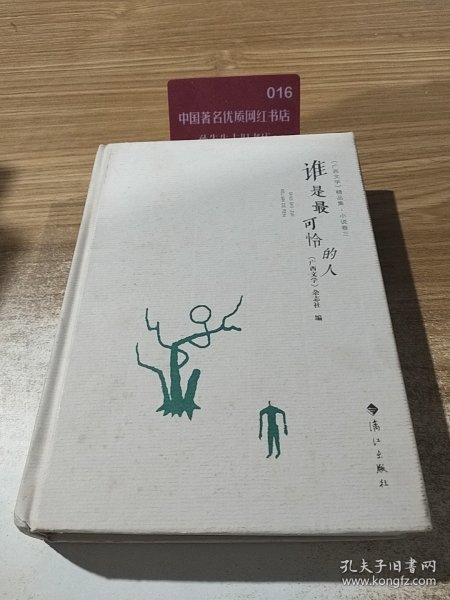 016
中国著名优质网红书店
《广西文学》精品集·小说卷二
谁是最可怜的人
《广西文学》杂志社 编
漓江出版社
孔夫子旧书网
www.kongfz.com